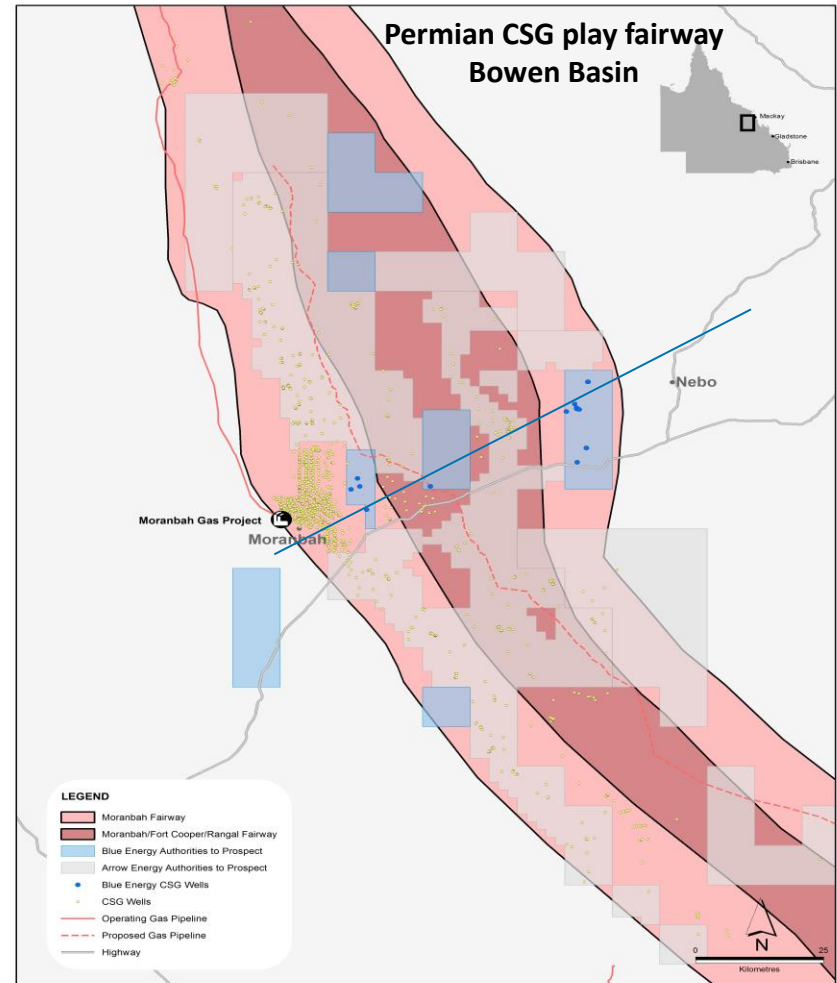 Permian CSG play fairway
Bowen Basin
Mackay
Gladstone
Brisbane
Nebo
Moranbah Gas Project
Moranbah
LEGEND
Moranbah Fairway
Moranbah/Fort Cooper/Rangal Fairway
Blue Energy Authorities to Prospect
Arrow Energy Authorities to Prospect
Blue Energy CSG Wells
CSG Wells
Operating Gas Pipeline
Proposed Gas Pipeline
Highway
N
0 25
Kilometres